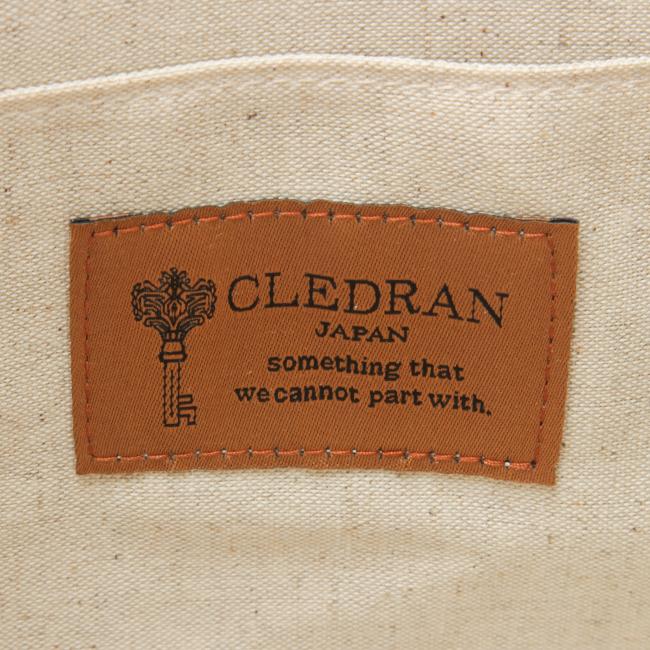 CLEDRAN
JAPAN
something that
we cannot part with.